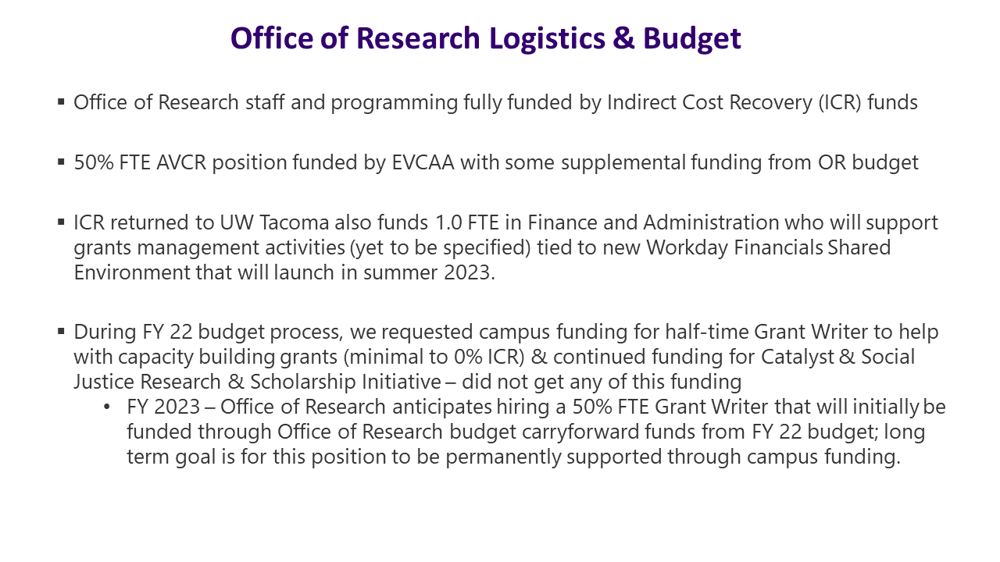 Office of Research Logistics & Budget
▪ Office of Research staff and programming fully funded by Indirect Cost Recovery (ICR) funds
▪ 50% FTE AVCR position funded by EVCAA with some supplemental funding from OR budget
▪ ICR returned to UW Tacoma also funds 1.0 FTE in Finance and Administration who will support
grants management activities (yet to be specified) tied to new Workday Financials Shared
Environment that will launch in summer 2023.
▪ During FY 22 budget process, we requested campus funding for half-time Grant Writer to help
with capacity building grants (minimal to 0% ICR) & continued funding for Catalyst & Social
Justice Research & Scholarship Initiative – did not get any of this funding
• FY 2023 – Office of Research anticipates hiring a 50% FTE Grant Writer that will initially be
funded through Office of Research budget carryforward funds from FY 22 budget; long
term goal is for this position to be permanently supported through campus funding.